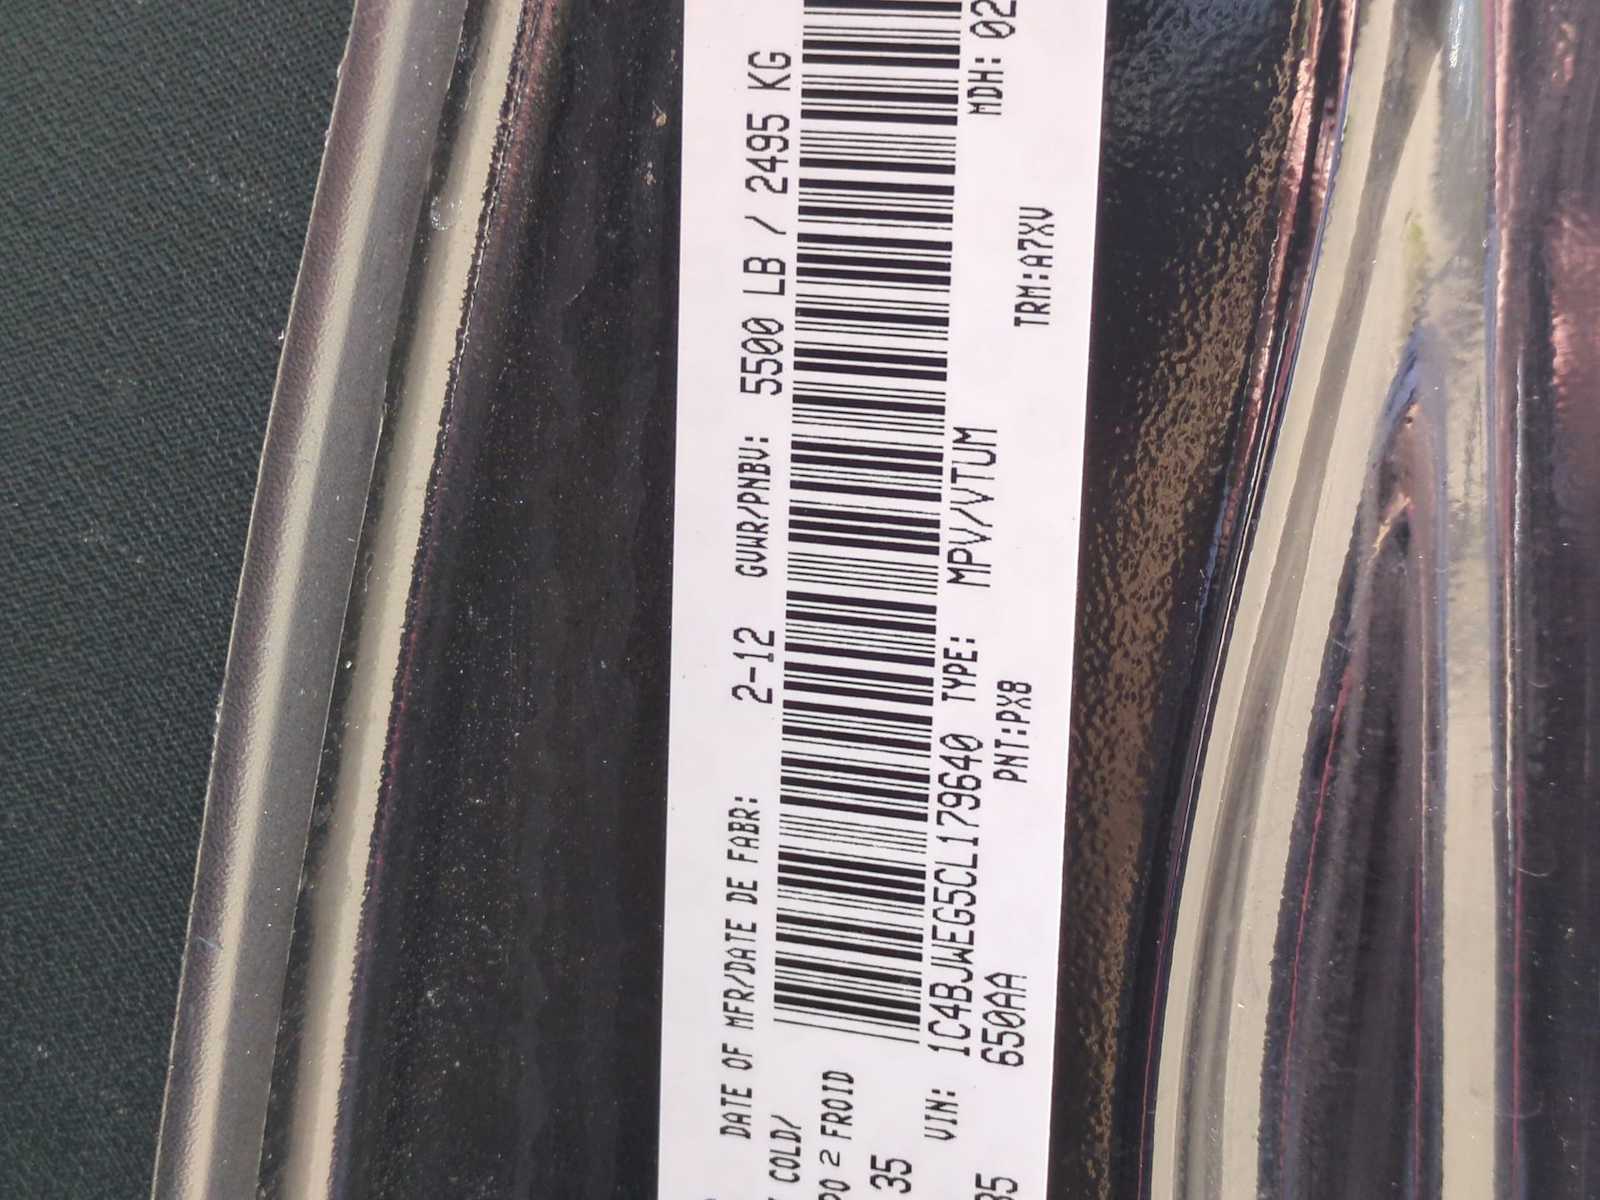 DATE OF MFR/DATE DE FABR: 2-12 GVWR/PNBV: 5500 LB / 2495 KG
COLD/
2 FROID
35
VIN: 1C4BJWEG5CL179640 TYPE: MPV/VTUM MDH: 02
650AA PNT:PX8 TRM:A7XV